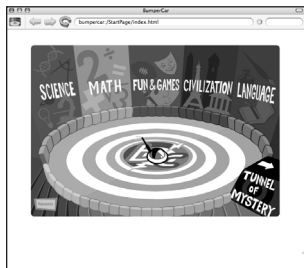 BumperCar
bumpercar:/StartPage/index.html
SCIENCE MATH FUN & GAMES CIVILIZATION LANGUAGE
TUNNEL
OF
MYSTERY